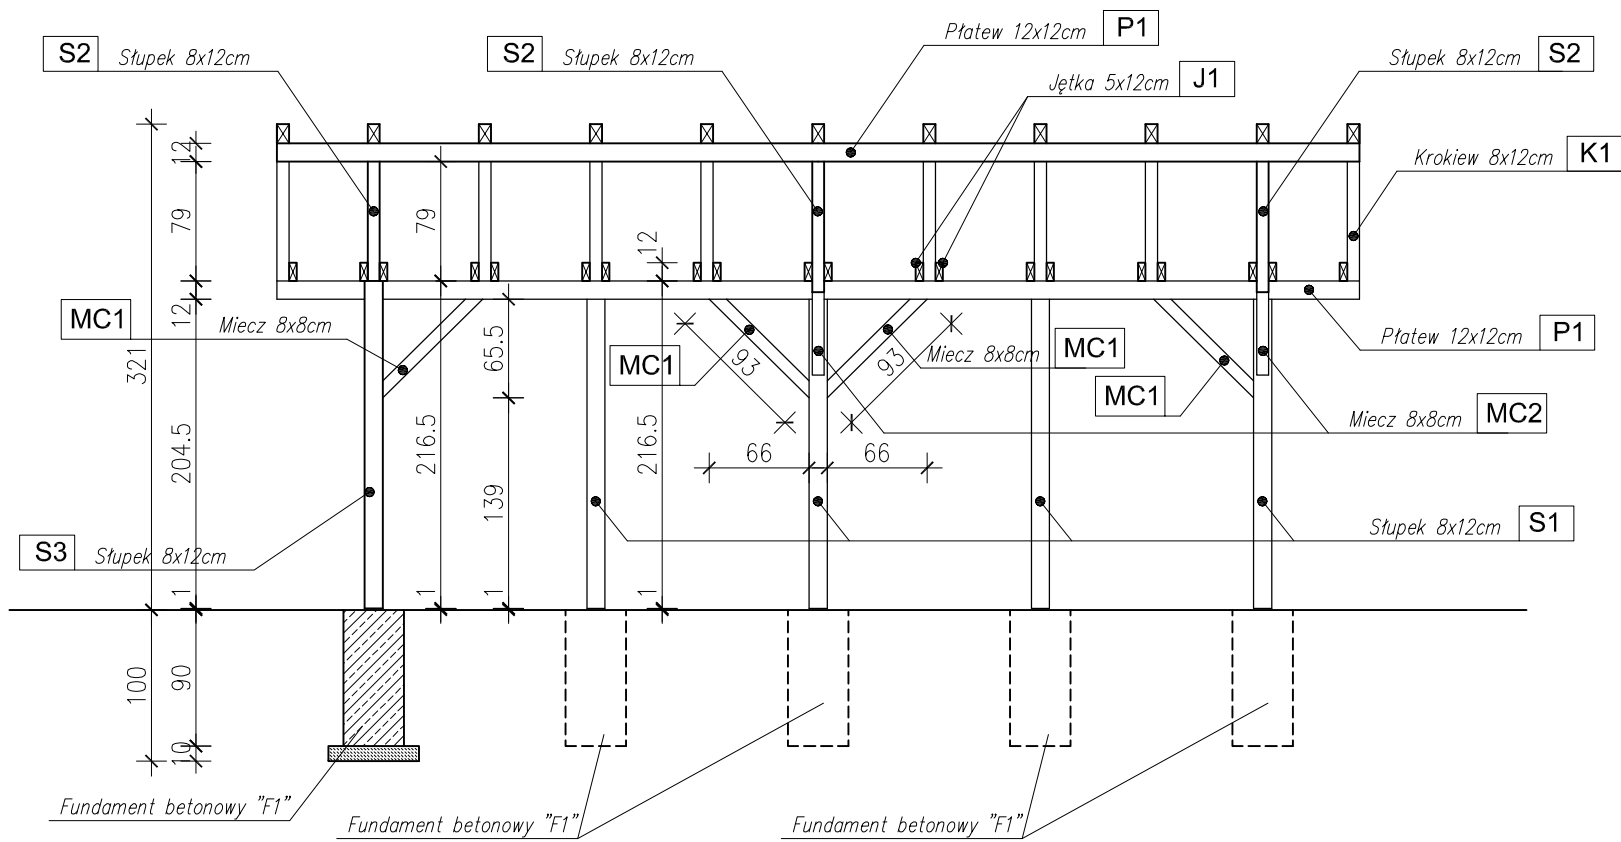 Płatew 12x12cm P1
S2 Słupek 8x12cm
S2 Słupek 8x12cm
Słupek 8x12cm S2
Jętka 5x12cm J1
Krokiew 8x12cm K1
12
79
79
12
12
321
MC1 Miecz 8x8cm
65.5
MC1
93
93
Miecz 8x8cm MC1
Płatew 12x12cm P1
MC1
Miecz 8x8cm MC2
204.5
216.5
139
216.5
66
66
S3 Słupek 8x12cm
Słupek 8x12cm S1
1
1
1
1
100
90
10
Fundament betonowy "F1"
Fundament betonowy "F1"
Fundament betonowy "F1"